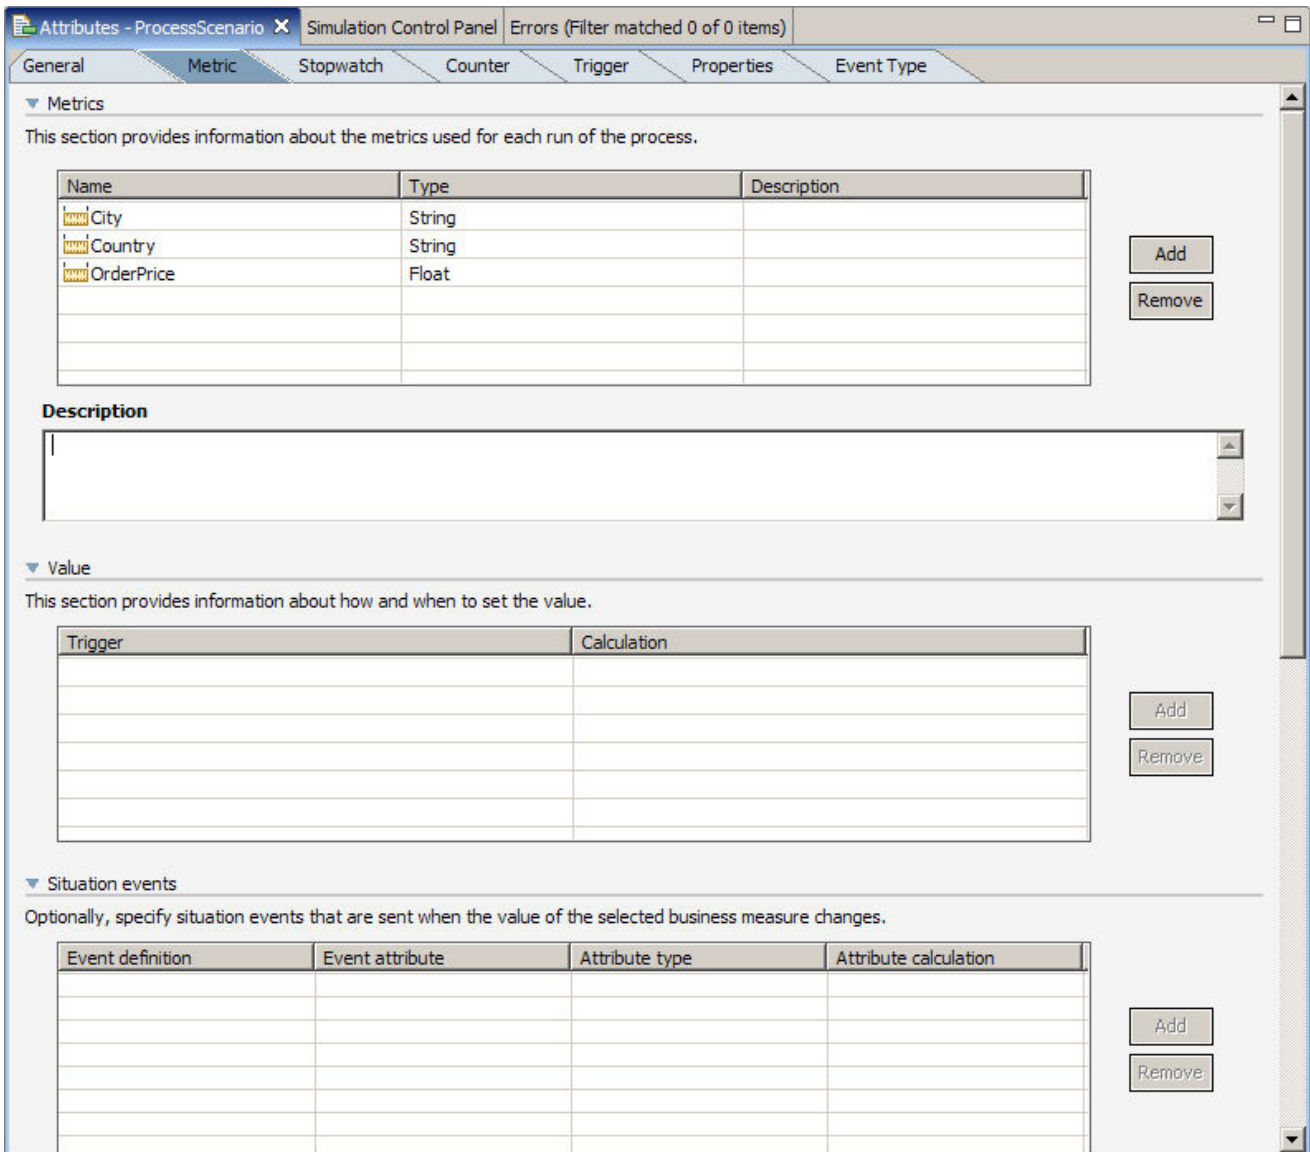 Attributes - ProcessScenario Simulation Control Panel Errors (Filter matched 0 of 0 items)
General Metric Stopwatch Counter Trigger Properties Event Type
Metrics
This section provides information about the metrics used for each run of the process.
Name Type Description
City String
Country String
OrderPrice Float
Add
Remove
Description
Value
This section provides information about how and when to set the value.
Trigger Calculation
Add
Remove
Situation events
Optionally, specify situation events that are sent when the value of the selected business measure changes.
Event definition Event attribute Attribute type Attribute calculation
Add
Remove